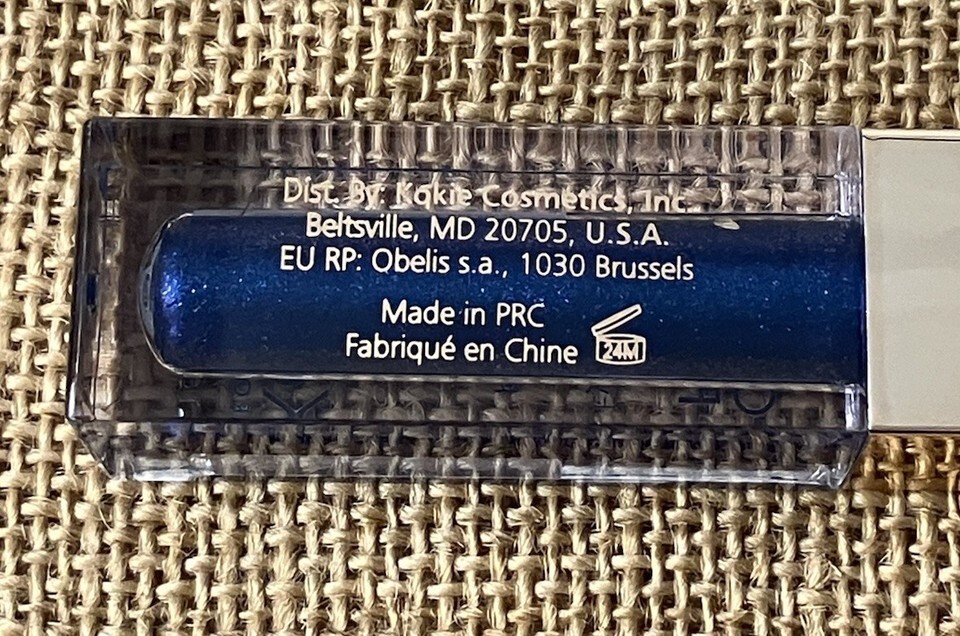 Dist. By: Kokie Cosmetics, Inc.
Beltsville, MD 20705, U.S.A.
EU RP: Obelis s.a., 1030 Brussels
Made in PRC
Fabriqué en Chine
24M